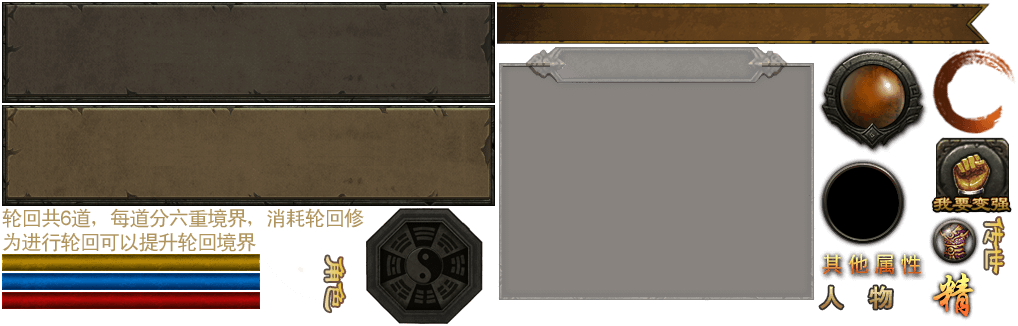 轮回共6道，每道分六重境界，消耗轮回修
为进行轮回可以提升轮回境界
角色
我要变强
其他属性
人物
精